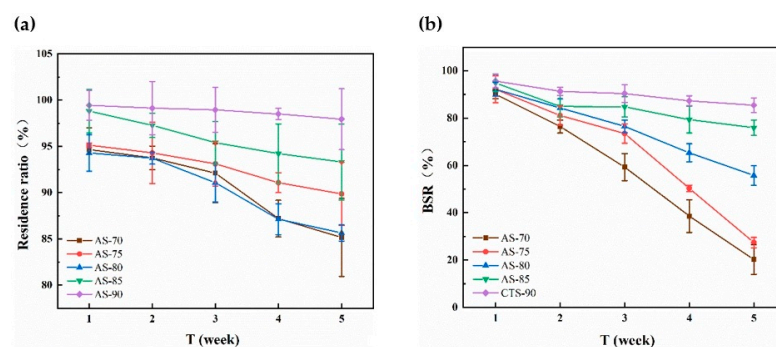 (a)
105
100
95
90
85
80
Residence ratio (%)
AS-70
AS-75
AS-80
AS-85
AS-90
1 2 3 4 5
T (week)
(b)
100
80
60
40
20
0
BSR (%)
AS-70
AS-75
AS-80
AS-85
CTS-90
1 2 3 4 5
T (week)